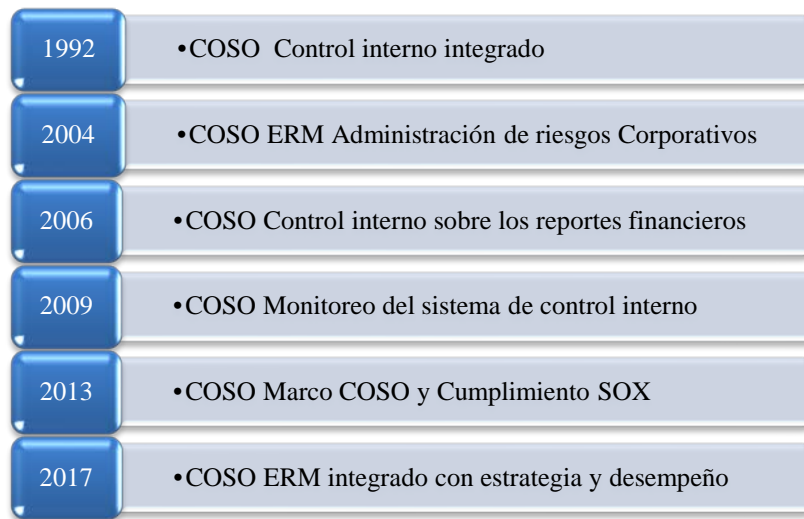 1992
•COSO Control interno integrado
2004
•COSO ERM Administración de riesgos Corporativos
2006
•COSO Control interno sobre los reportes financieros
2009
•COSO Monitoreo del sistema de control interno
2013
•COSO Marco COSO y Cumplimiento SOX
2017
•COSO ERM integrado con estrategia y desempeño